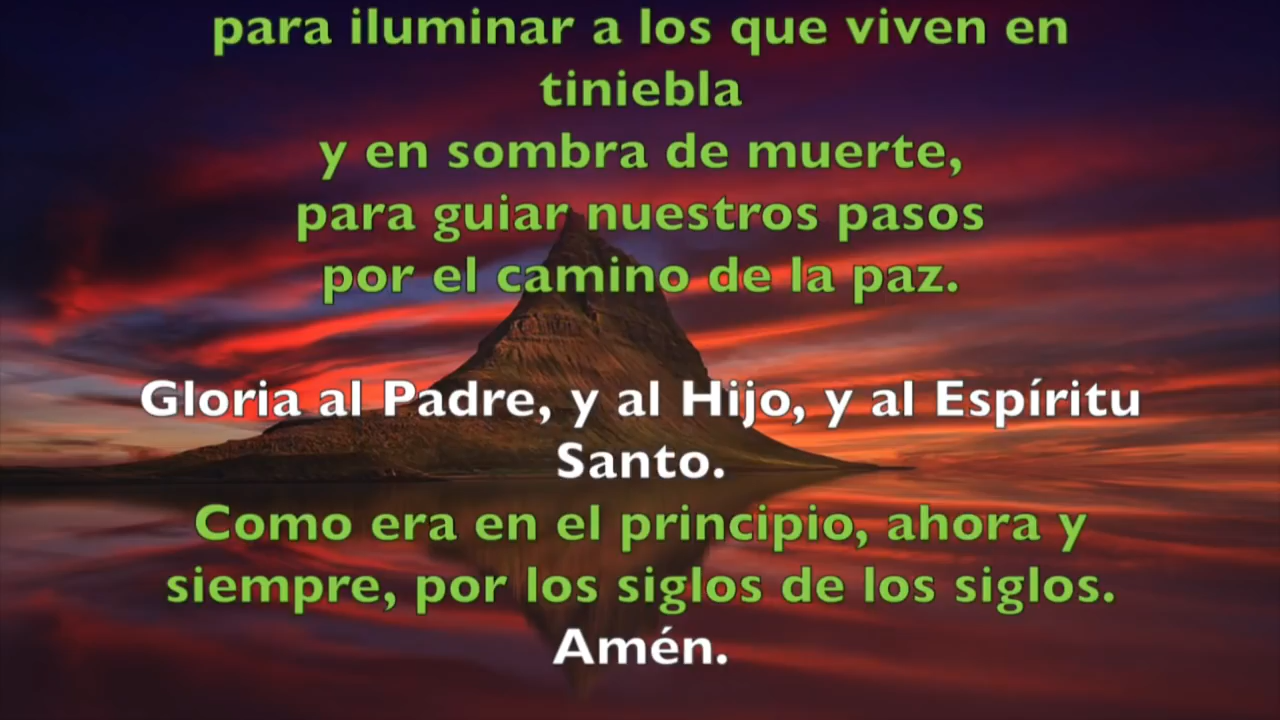 para iluminar a los que viven en
tiniebla
y en sombra de muerte,
para guiar nuestros pasos
por el camino de la paz.
Gloria al Padre, y al Hijo, y al Espíritu
Santo.
Como era en el principio, ahora y
siempre, por los siglos de los siglos.
Amén.